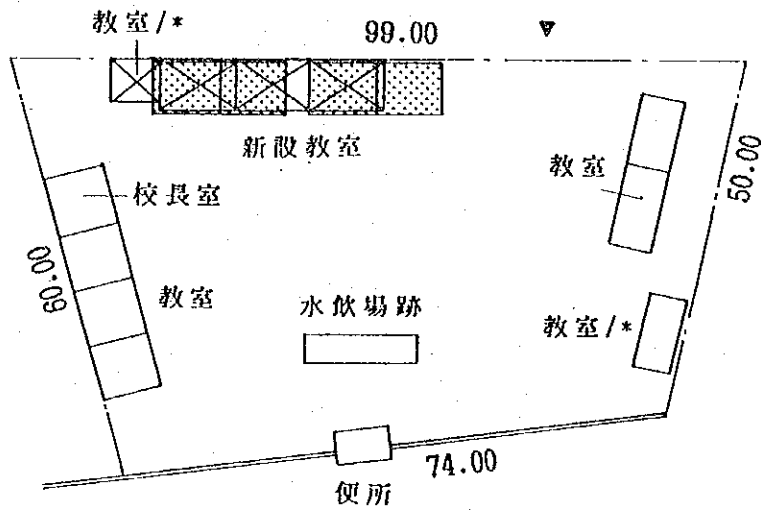 教室/*
99.00
新設教室
校長室
教室
50.00
60.00
教室
水飲場跡
教室/*
74.00
便所